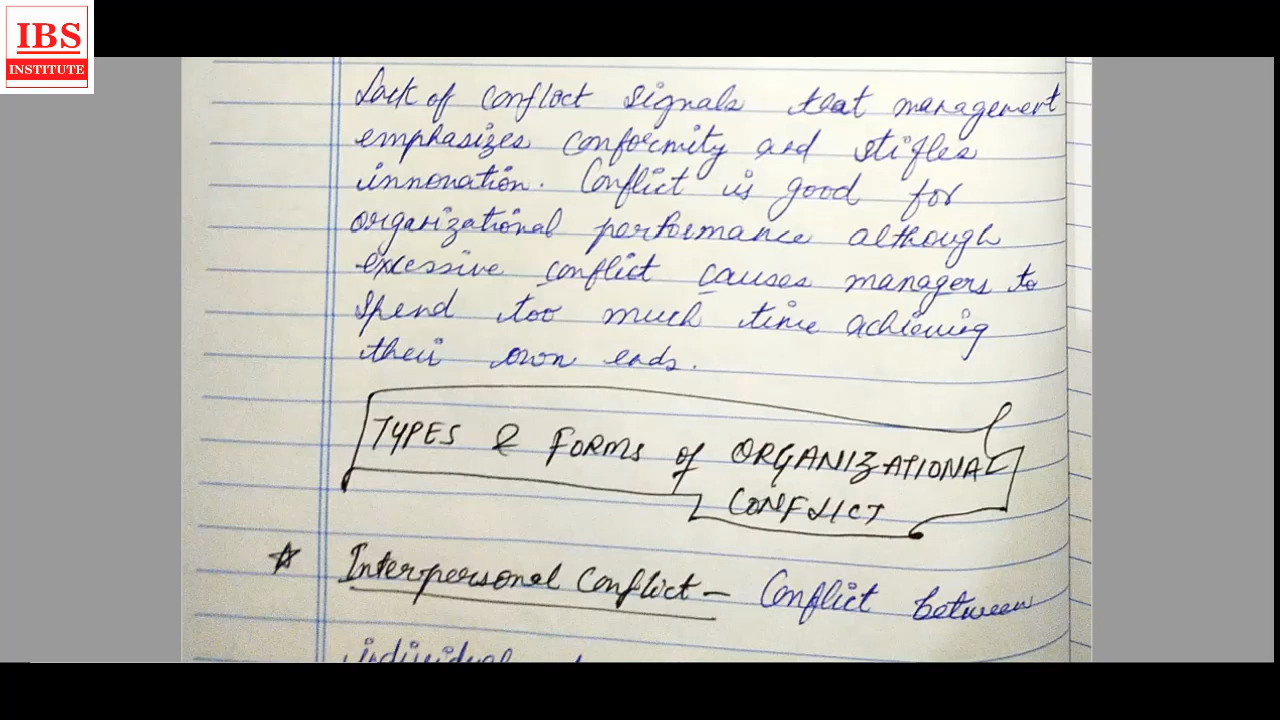 IBS
INSTITUTE
Lack of conflict signals that management
emphasizes conformity and stifles
innovation. Conflict is good for
organizational performance although
excessive conflict causes managers to
spend too much time achieving
their own ends.
TYPES & FORMS of ORGANIZATIONAL
CONFLICT
☆ Interpersonal Conflict – Conflict between
individual